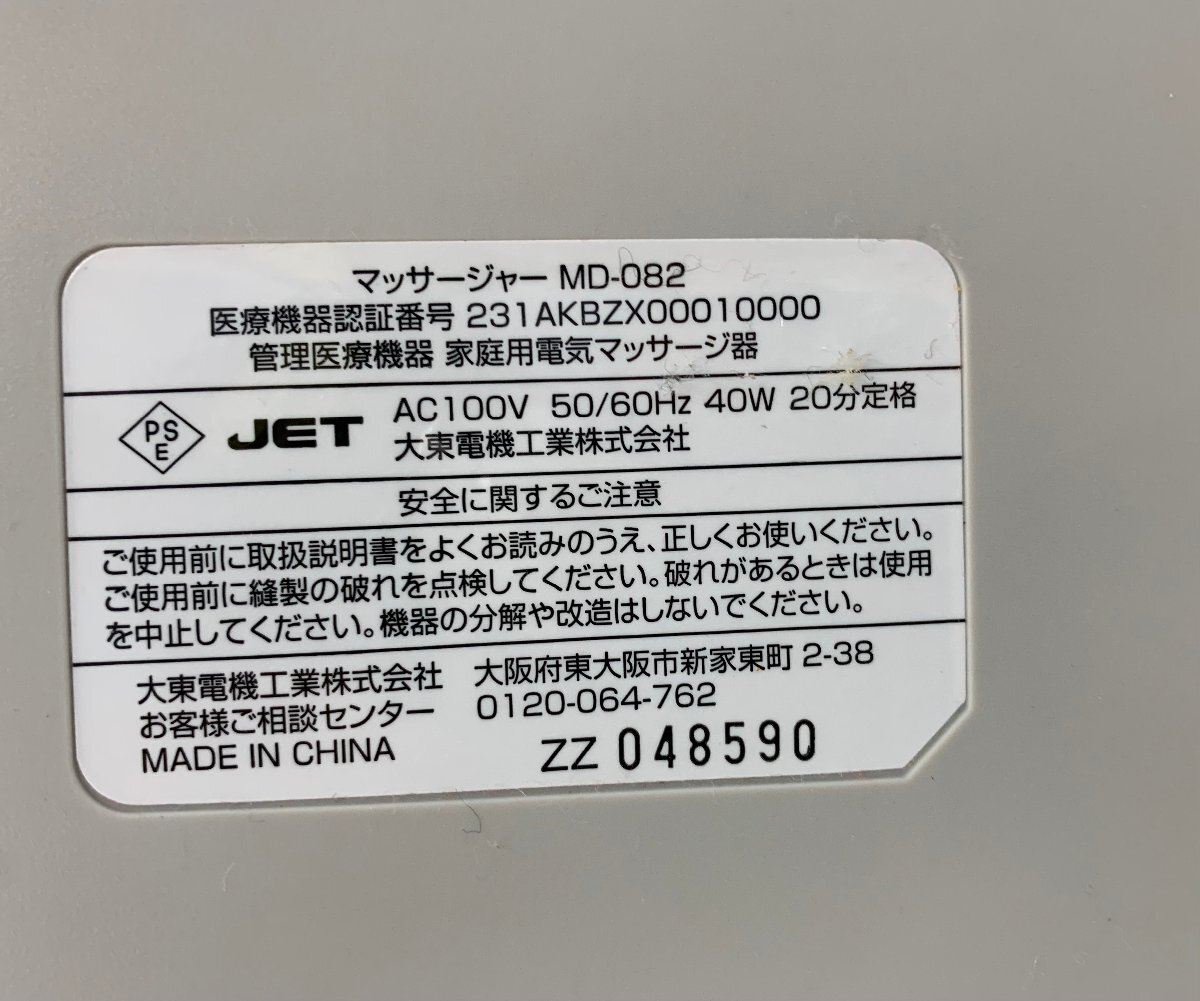 マッサージャー MD-082
医療機器認証番号 231AKBZX00010000
管理医療機器 家庭用電気マッサージ器
PS
E
JET
AC100V 50/60Hz 40W 20分定格
大東電機工業株式会社
安全に関するご注意
ご使用前に取扱説明書をよくお読みのうえ、正しくお使いください。
ご使用前に縫製の破れを点検してください。破れがあるときは使用
を中止してください。機器の分解や改造はしないでください。
大東電機工業株式会社
お客様ご相談センター
大阪府東大阪市新家東町 2-38
0120-064-762
MADE IN CHINA
ZZ 048590